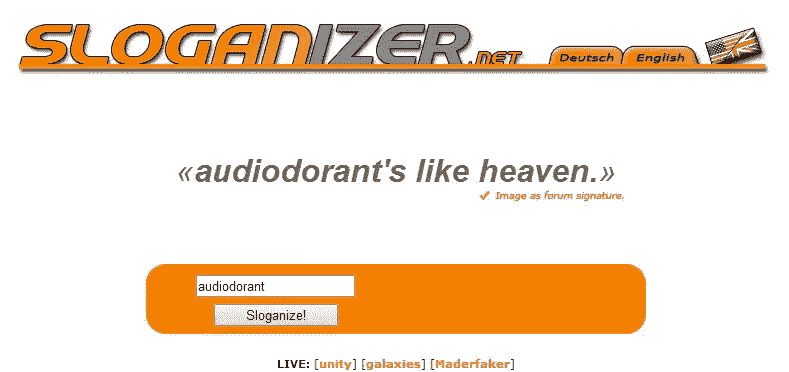 SLOGANIZER.NET
Deutsch English
«audiodorant's like heaven.»
✔ Image as forum signature.
audiodorant
Sloganize!
LIVE: [unity] [galaxies] [Maderfaker]